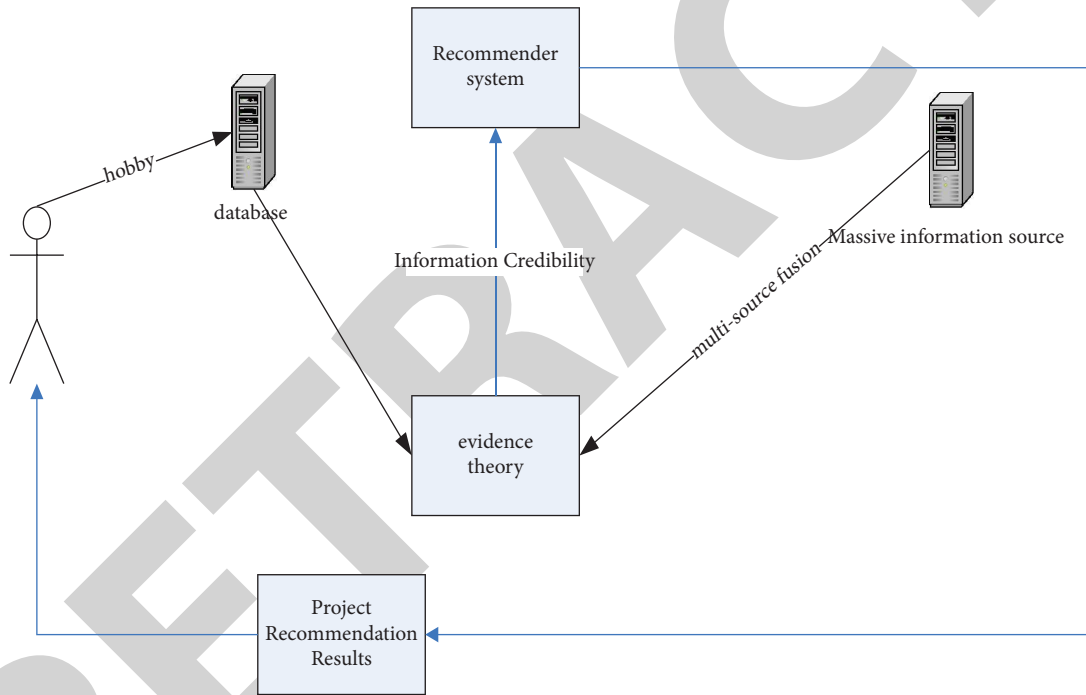 Recommender
system
hobby
database
Massive information source
Information Credibility
multi-source fusion
evidence
theory
Project
Recommendation
Results